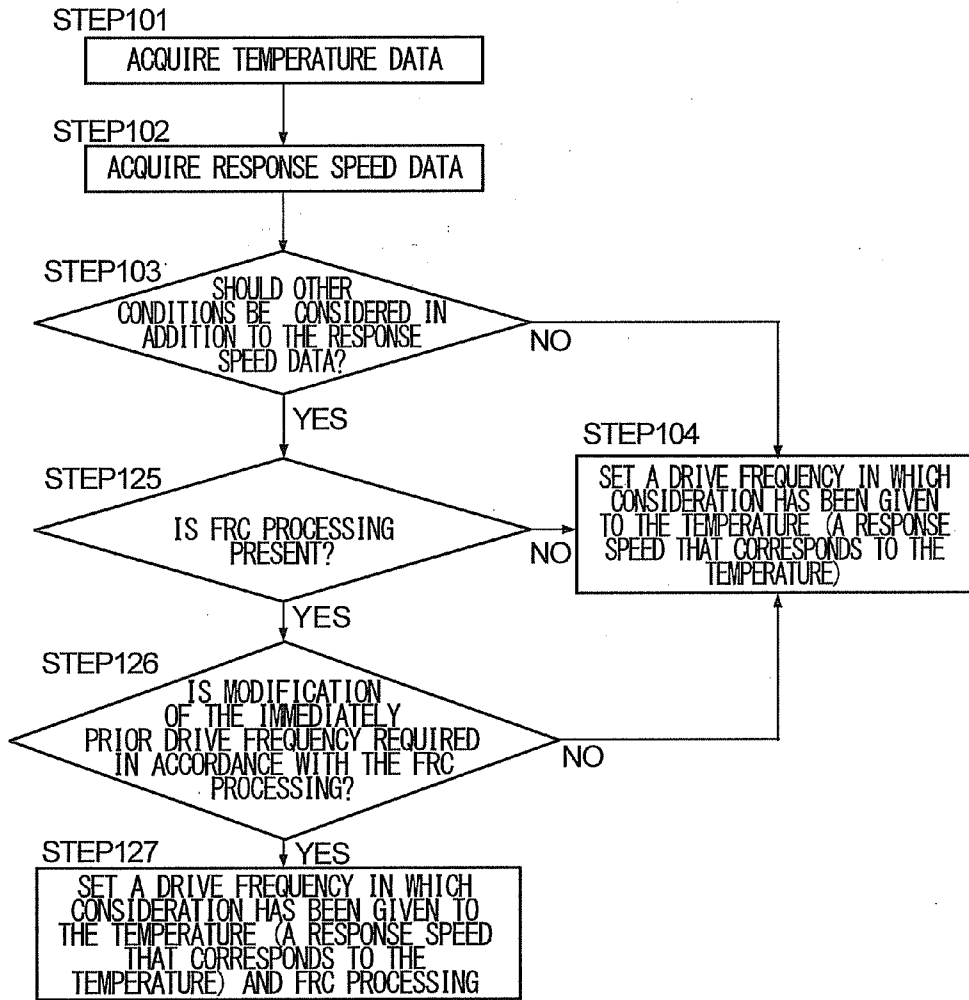 STEP101
ACQUIRE TEMPERATURE DATA
STEP102
ACQUIRE RESPONSE SPEED DATA
STEP103
SHOULD OTHER
CONDITIONS BE CONSIDERED IN
ADDITION TO THE RESPONSE
SPEED DATA?
NO
YES
STEP104
SET A DRIVE FREQUENCY IN WHICH
CONSIDERATION HAS BEEN GIVEN
TO THE TEMPERATURE (A RESPONSE
SPEED THAT CORRESPONDS TO THE
TEMPERATURE)
STEP125
IS FRC PROCESSING
PRESENT?
NO
YES
STEP126
IS MODIFICATION
OF THE IMMEDIATELY
PRIOR DRIVE FREQUENCY REQUIRED
IN ACCORDANCE WITH THE FRC
PROCESSING?
NO
YES
STEP127
SET A DRIVE FREQUENCY IN WHICH
CONSIDERATION HAS BEEN GIVEN TO
THE TEMPERATURE (A RESPONSE SPEED
THAT CORRESPONDS TO THE
TEMPERATURE) AND FRC PROCESSING